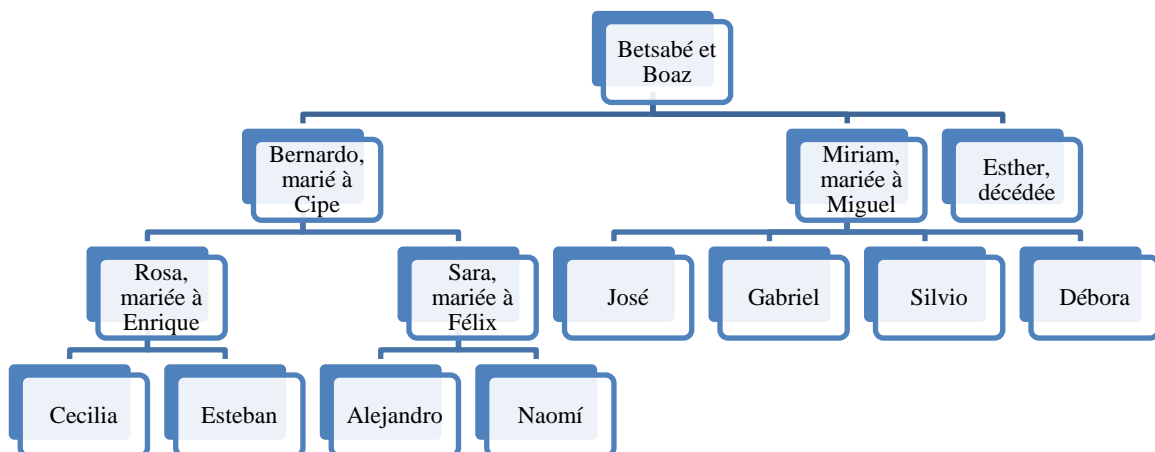 Betsabé et
Boaz
Bernardo,
marié à
Cipe
Miriam,
mariée à
Miguel
Esther,
décédée
Rosa,
mariée à
Enrique
Sara,
mariée à
Félix
José
Gabriel
Silvio
Débora
Cecilia
Esteban
Alejandro
Naomí